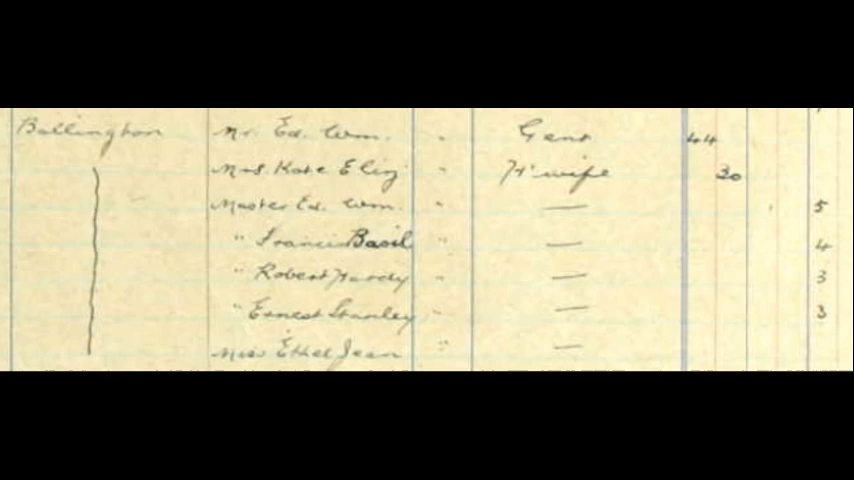 Ballington Mr. Ed. Wm. " Gent 44
Mrs. Kate Eliz " H'wife 30
Master Ed. Wm. " — 5
" Francis Basil " — 4
" Robert Hardy " — 3
" Ernest Stanley " — 3
Miss Ethel Jean " —